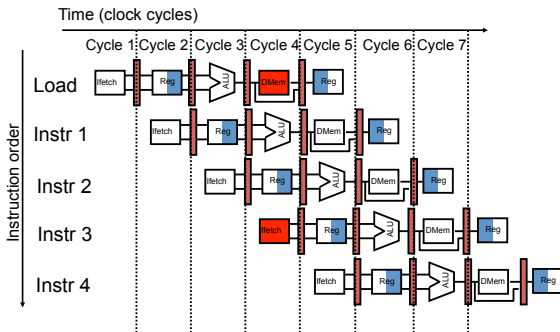 Time (clock cycles)
Cycle 1 Cycle 2 Cycle 3 Cycle 4 Cycle 5 Cycle 6 Cycle 7
Instruction order
Load Ifetch Reg ALU DMem Reg
Instr 1 Ifetch Reg ALU DMem Reg
Instr 2 Ifetch Reg ALU DMem Reg
Instr 3 Ifetch Reg ALU DMem Reg
Instr 4 Ifetch Reg ALU DMem Reg